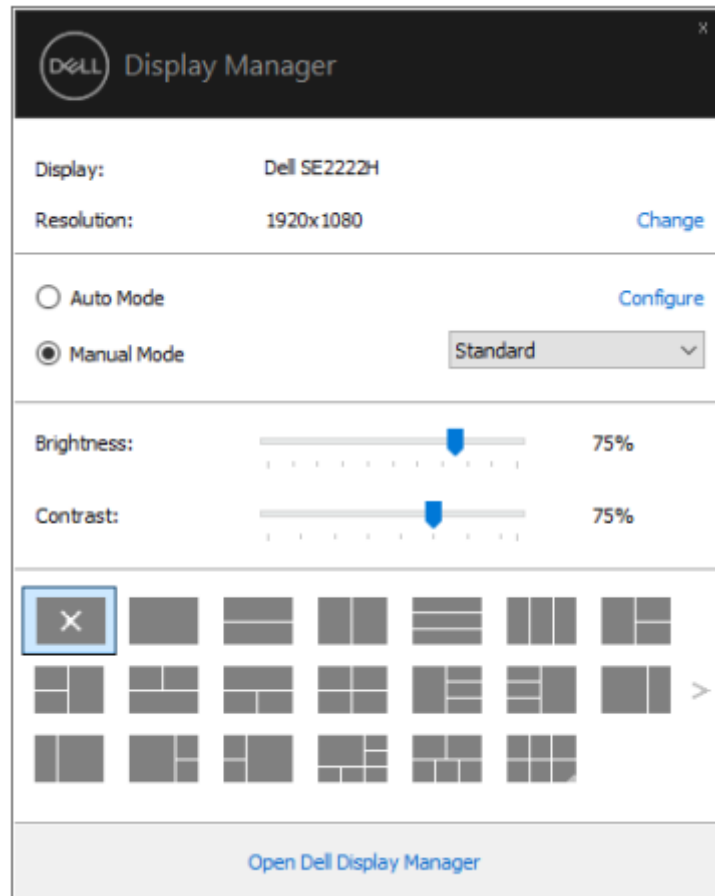 x
DELL Display Manager
Display: Dell SE2222H
Resolution: 1920x1080 Change
Auto Mode Configure
Manual Mode Standard
Brightness: 75%
Contrast: 75%
Open Dell Display Manager